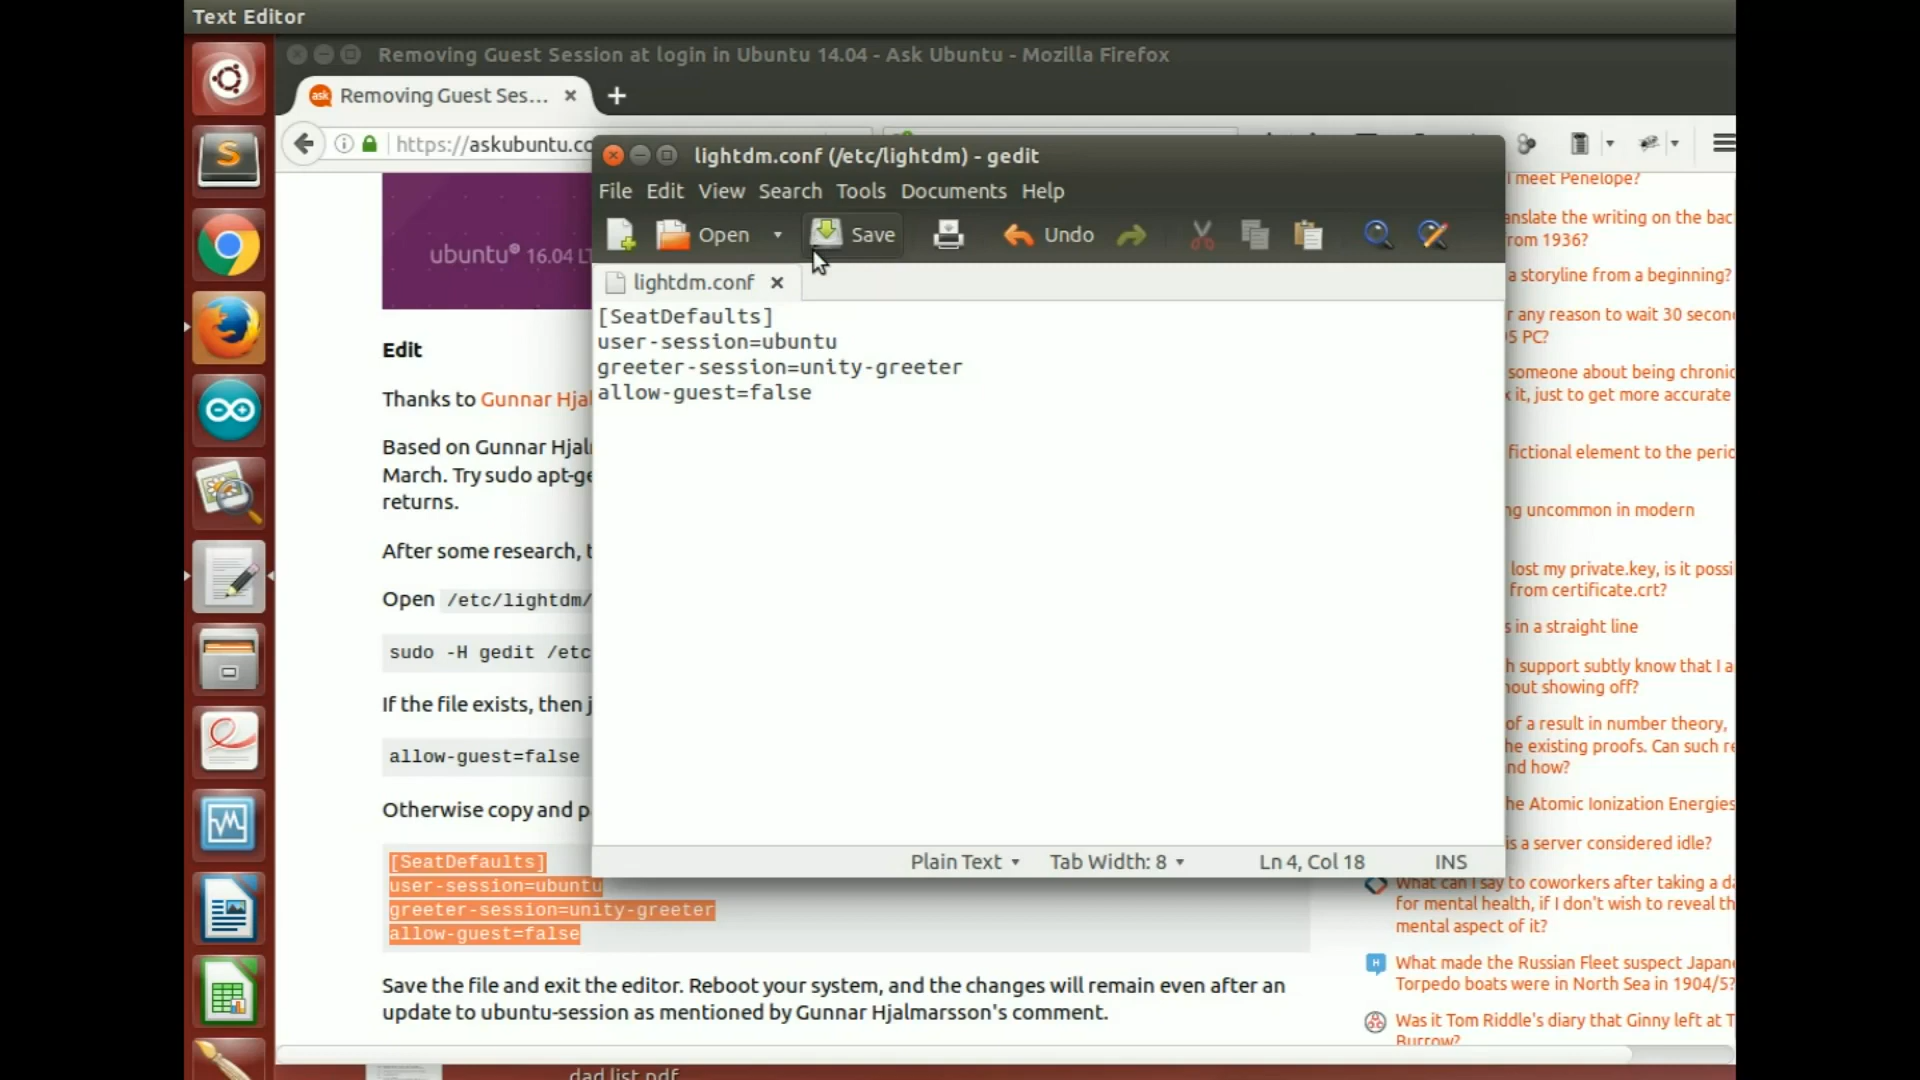 Text Editor
Removing Guest Session at login in Ubuntu 14.04 - Ask Ubuntu - Mozilla Firefox
ask Removing Guest Ses...
https://askubuntu.co
lightdm.conf (/etc/lightdm) - gedit
File Edit View Search Tools Documents Help
Open Save Undo
lightdm.conf
[SeatDefaults]
user-session=ubuntu
greeter-session=unity-greeter
allow-guest=false
Plain Text Tab Width: 8 Ln 4, Col 18 INS
ubuntu® 16.04 LT
Edit
Thanks to Gunnar Hjal
Based on Gunnar Hjal
March. Try sudo apt-ge
returns.
After some research, t
Open /etc/lightdm/
sudo -H gedit /etc
If the file exists, then j
allow-guest=false
Otherwise copy and p
[SeatDefaults]
user-session=ubuntu
greeter-session=unity-greeter
allow-guest=false
Save the file and exit the editor. Reboot your system, and the changes will remain even after an
update to ubuntu-session as mentioned by Gunnar Hjalmarsson's comment.
I meet Penelope?
anslate the writing on the bac
rom 1936?
a storyline from a beginning?
r any reason to wait 30 secon
PC?
someone about being chronic
it, just to get more accurate
fictional element to the perio
ng uncommon in modern
lost my private.key, is it possi
from certificate.crt?
s in a straight line
h support subtly know that I a
out showing off?
of a result in number theory,
he existing proofs. Can such re
nd how?
he Atomic Ionization Energies
is a server considered idle?
What can I say to coworkers after taking a da
for mental health, if I don't wish to reveal th
mental aspect of it?
What made the Russian Fleet suspect Japane
Torpedo boats were in North Sea in 1904/5?
Was it Tom Riddle's diary that Ginny left at T
Burrow?
dad list.pdf